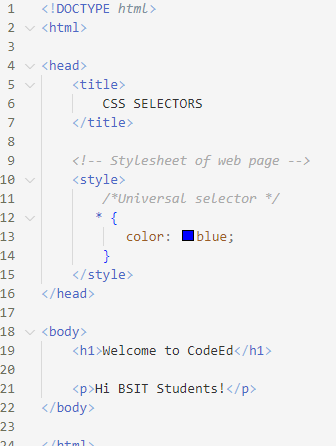 1 <!DOCTYPE html>
2 <html>
3
4 <head>
5 <title>
6 CSS SELECTORS
7 </title>
8
9 <!-- Stylesheet of web page -->
10 <style>
11 /*Universal selector */
12 * {
13 color: blue;
14 }
15 </style>
16 </head>
17
18 <body>
19 <h1>Welcome to CodeEd</h1>
20
21 <p>Hi BSIT Students!</p>
22 </body>
23
24 </html>